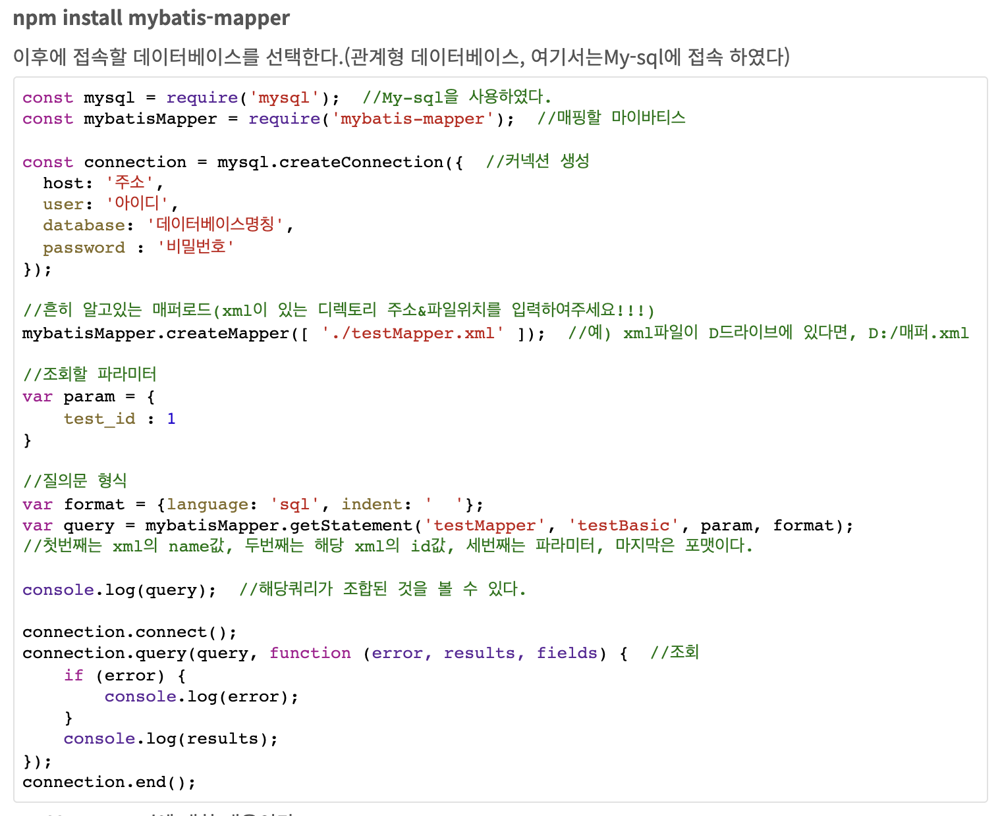 npm install mybatis-mapper
이후에 접속할 데이터베이스를 선택한다.(관계형 데이터베이스, 여기서는My-sql에 접속 하였다)
const mysql = require('mysql');  //My-sql을 사용하였다.
const mybatisMapper = require('mybatis-mapper');  //매핑할 마이바티스
const connection = mysql.createConnection({  //커넥션 생성
  host: '주소',
  user: '아이디',
  database: '데이터베이스명칭',
  password : '비밀번호'
});
//흔히 알고있는 매퍼로드(xml이 있는 디렉토리 주소&파일위치를 입력하여주세요!!!)
mybatisMapper.createMapper([ './testMapper.xml' ]);  //예) xml파일이 D드라이브에 있다면, D:/매퍼.xml
//조회할 파라미터
var param = {
    test_id : 1
}
//질의문 형식
var format = {language: 'sql', indent: '  '};
var query = mybatisMapper.getStatement('testMapper', 'testBasic', param, format);
//첫번째는 xml의 name값, 두번째는 해당 xml의 id값, 세번째는 파라미터, 마지막은 포맷이다.
console.log(query);  //해당쿼리가 조합된 것을 볼 수 있다.
connection.connect();
connection.query(query, function (error, results, fields) {  //조회
    if (error) {
        console.log(error);
    }
    console.log(results);
});
connection.end();